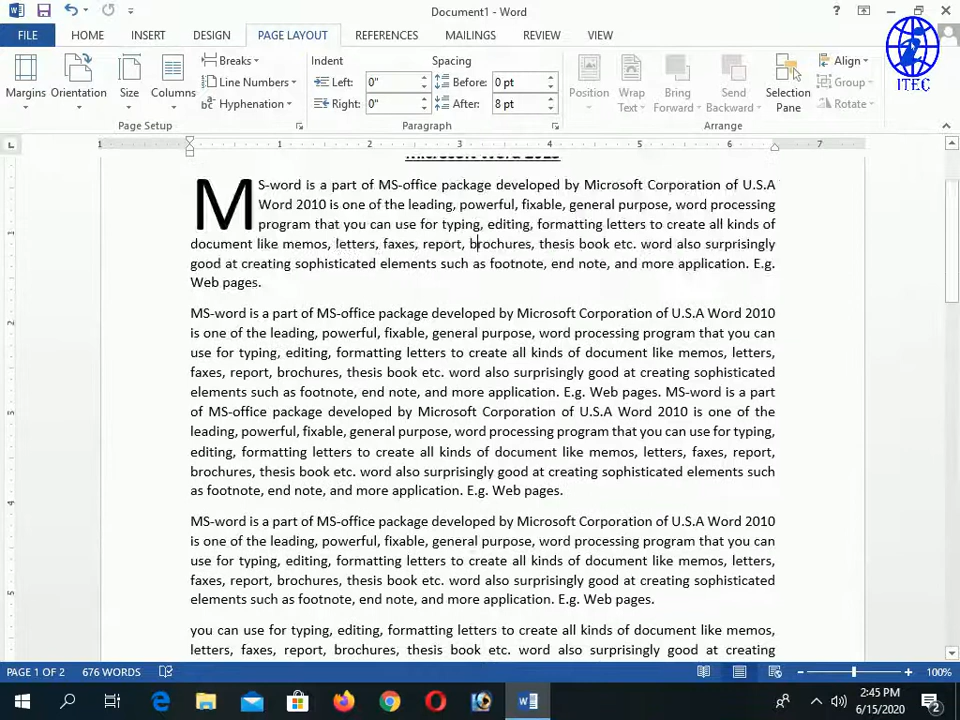 Document1 - Word
FILE HOME INSERT DESIGN PAGE LAYOUT REFERENCES MAILINGS REVIEW VIEW
ITEC
Margins Orientation Size Columns Breaks Line Numbers Hyphenation
Page Setup
Indent Spacing
Left: 0" Before: 0 pt
Right: 0" After: 8 pt
Paragraph
Position Wrap Text Bring Forward Send Backward Selection Pane Align Group Rotate
Arrange
1 1 2 3 4 5 6 7
MS-word is a part of MS-office package developed by Microsoft Corporation of U.S.A
Word 2010 is one of the leading, powerful, fixable, general purpose, word processing
program that you can use for typing, editing, formatting letters to create all kinds of
document like memos, letters, faxes, report, brochures, thesis book etc. word also surprisingly
good at creating sophisticated elements such as footnote, end note, and more application. E.g.
Web pages.
MS-word is a part of MS-office package developed by Microsoft Corporation of U.S.A Word 2010
is one of the leading, powerful, fixable, general purpose, word processing program that you can
use for typing, editing, formatting letters to create all kinds of document like memos, letters,
faxes, report, brochures, thesis book etc. word also surprisingly good at creating sophisticated
elements such as footnote, end note, and more application. E.g. Web pages. MS-word is a part
of MS-office package developed by Microsoft Corporation of U.S.A Word 2010 is one of the
leading, powerful, fixable, general purpose, word processing program that you can use for typing,
editing, formatting letters to create all kinds of document like memos, letters, faxes, report,
brochures, thesis book etc. word also surprisingly good at creating sophisticated elements such
as footnote, end note, and more application. E.g. Web pages.
MS-word is a part of MS-office package developed by Microsoft Corporation of U.S.A Word 2010
is one of the leading, powerful, fixable, general purpose, word processing program that you can
use for typing, editing, formatting letters to create all kinds of document like memos, letters,
faxes, report, brochures, thesis book etc. word also surprisingly good at creating sophisticated
elements such as footnote, end note, and more application. E.g. Web pages.
you can use for typing, editing, formatting letters to create all kinds of document like memos,
letters, faxes, report, brochures, thesis book etc. word also surprisingly good at creating
PAGE 1 OF 2 676 WORDS 100%
2:45 PM
6/15/2020
2